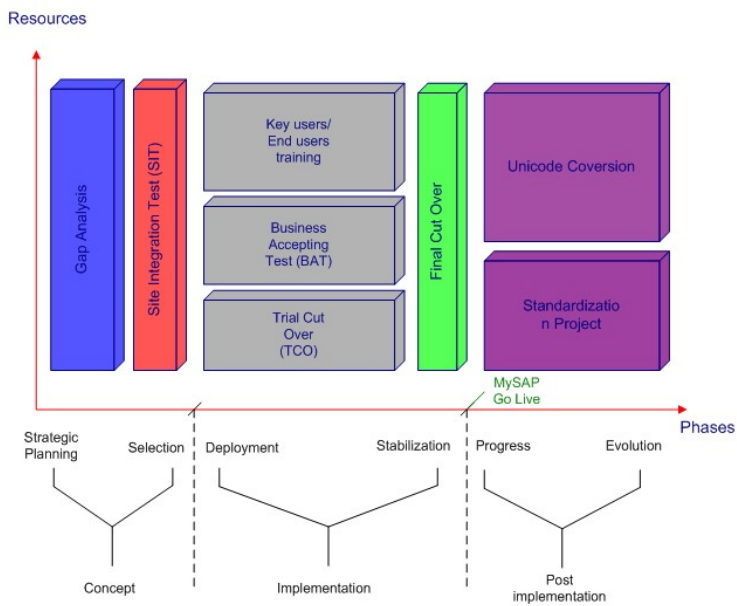 Resources
Gap Analysis
Site Integration Test (SIT)
Key users/
End users
training
Business
Accepting
Test (BAT)
Trial Cut
Over
(TCO)
Final Cut Over
Unicode Coversion
Standardizatio
n Project
MySAP
Go Live
Phases
Strategic
Planning
Selection
Deployment
Stabilization
Progress
Evolution
Concept
Implementation
Post
implementation